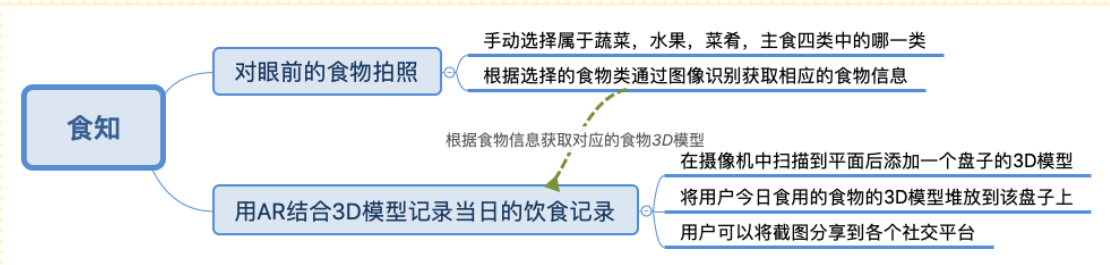 食知
对眼前的食物拍照
手动选择属于蔬菜，水果，菜肴，主食四类中的哪一类
根据选择的食物类通过图像识别获取相应的食物信息
根据食物信息获取对应的食物3D模型
用AR结合3D模型记录当日的饮食记录
在摄像机中扫描到平面后添加一个盘子的3D模型
将用户今日食用的食物的3D模型堆放到该盘子上
用户可以将截图分享到各个社交平台